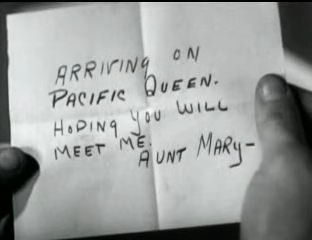 ARRIVING ON
PACIFIC QUEEN.
HOPING YOU WILL
MEET ME.
AUNT MARY-